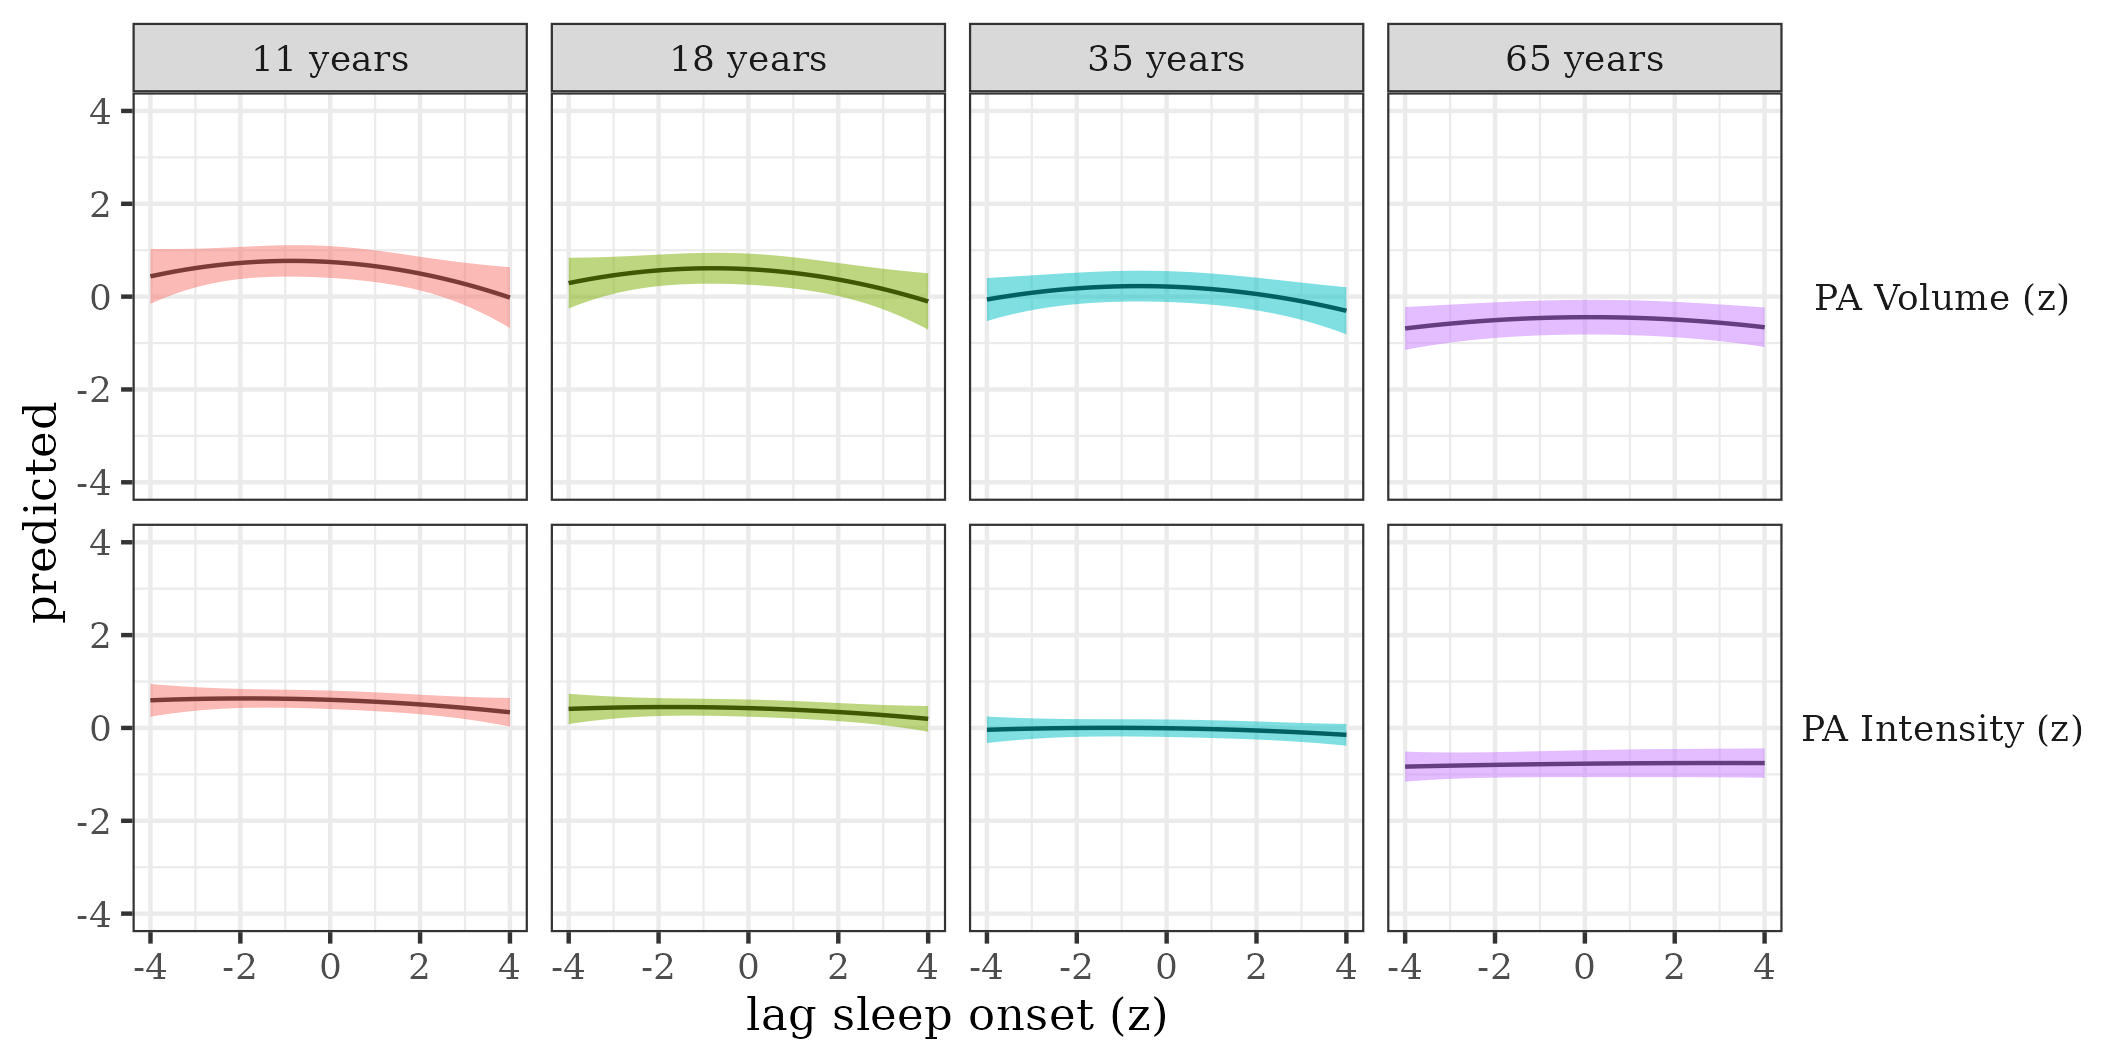 11 years 18 years 35 years 65 years
4
2
0
-2
-4
PA Volume (z)
predicted
4
2
0
-2
-4
PA Intensity (z)
-4 -2 0 2 4 -4 -2 0 2 4 -4 -2 0 2 4 -4 -2 0 2 4
lag sleep onset (z)